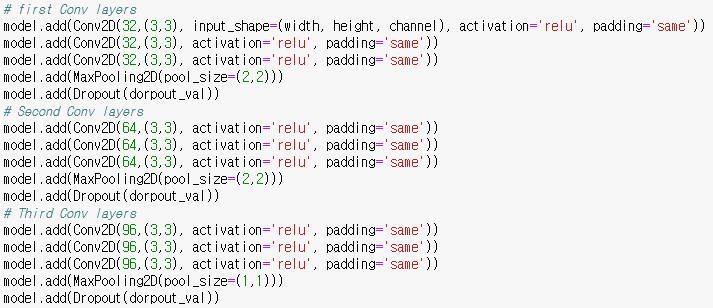 # first Conv layers
model.add(Conv2D(32,(3,3), input_shape=(width, height, channel), activation='relu', padding='same'))
model.add(Conv2D(32,(3,3), activation='relu', padding='same'))
model.add(Conv2D(32,(3,3), activation='relu', padding='same'))
model.add(MaxPooling2D(pool_size=(2,2)))
model.add(Dropout(dorpout_val))
# Second Conv layers
model.add(Conv2D(64,(3,3), activation='relu', padding='same'))
model.add(Conv2D(64,(3,3), activation='relu', padding='same'))
model.add(Conv2D(64,(3,3), activation='relu', padding='same'))
model.add(MaxPooling2D(pool_size=(2,2)))
model.add(Dropout(dorpout_val))
# Third Conv layers
model.add(Conv2D(96,(3,3), activation='relu', padding='same'))
model.add(Conv2D(96,(3,3), activation='relu', padding='same'))
model.add(Conv2D(96,(3,3), activation='relu', padding='same'))
model.add(MaxPooling2D(pool_size=(1,1)))
model.add(Dropout(dorpout_val))